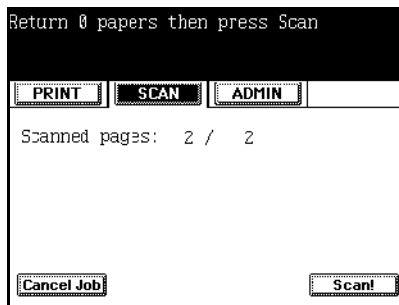 Return 0 papers then press Scan
PRINT SCAN ADMIN
Scanned pages: 2 / 2
Cancel Job Scan!